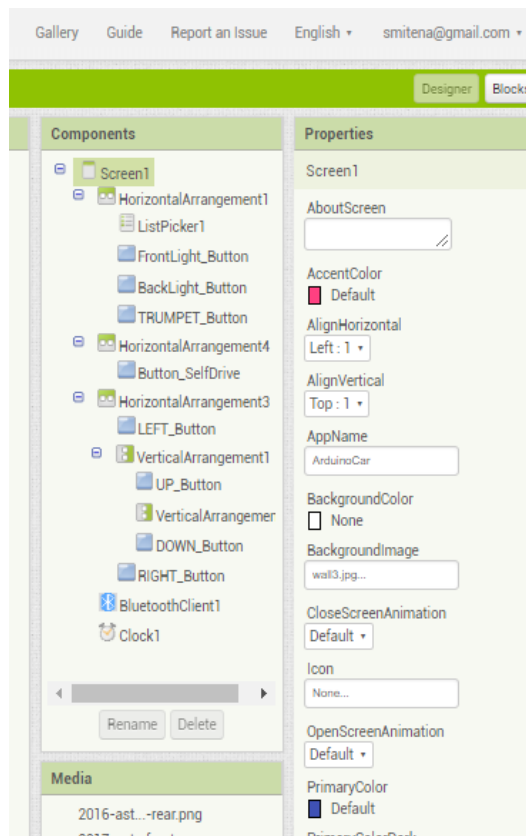 Gallery Guide Report an Issue English smitena@gmail.com
Designer Blocks
Components
Screen1
HorizontalArrangement1
ListPicker1
FrontLight_Button
BackLight_Button
TRUMPET_Button
HorizontalArrangement4
Button_SelfDrive
HorizontalArrangement3
LEFT_Button
VerticalArrangement1
UP_Button
VerticalArrangemer
DOWN_Button
RIGHT_Button
BluetoothClient1
Clock1
Rename Delete
Media
2016-ast...-rear.png
Properties
Screen1
AboutScreen
AccentColor
Default
AlignHorizontal
Left : 1
AlignVertical
Top : 1
AppName
ArduinoCar
BackgroundColor
None
BackgroundImage
wall3.jpg...
CloseScreenAnimation
Default
Icon
None...
OpenScreenAnimation
Default
PrimaryColor
Default
PrimaryColorDark